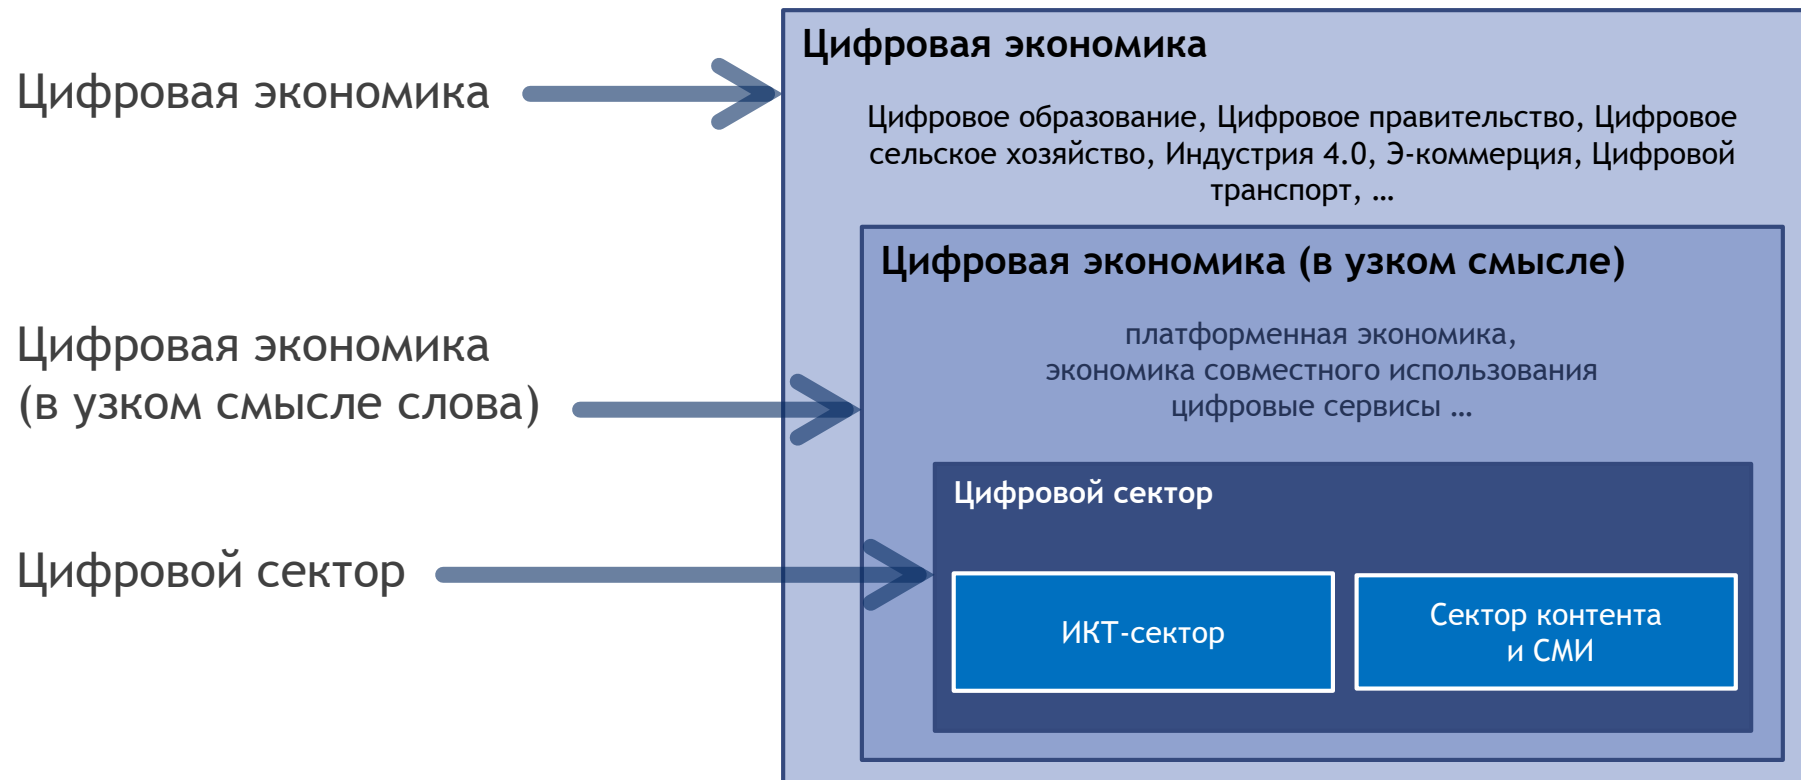 Цифровая экономика
Цифровая экономика
(в узком смысле слова)
Цифровой сектор
Цифровая экономика
Цифровое образование, Цифровое правительство, Цифровое
сельское хозяйство, Индустрия 4.0, Э-коммерция, Цифровой
транспорт, …
Цифровая экономика (в узком смысле)
платформенная экономика,
экономика совместного использования
цифровые сервисы …
Цифровой сектор
ИКТ-сектор
Сектор контента
и СМИ